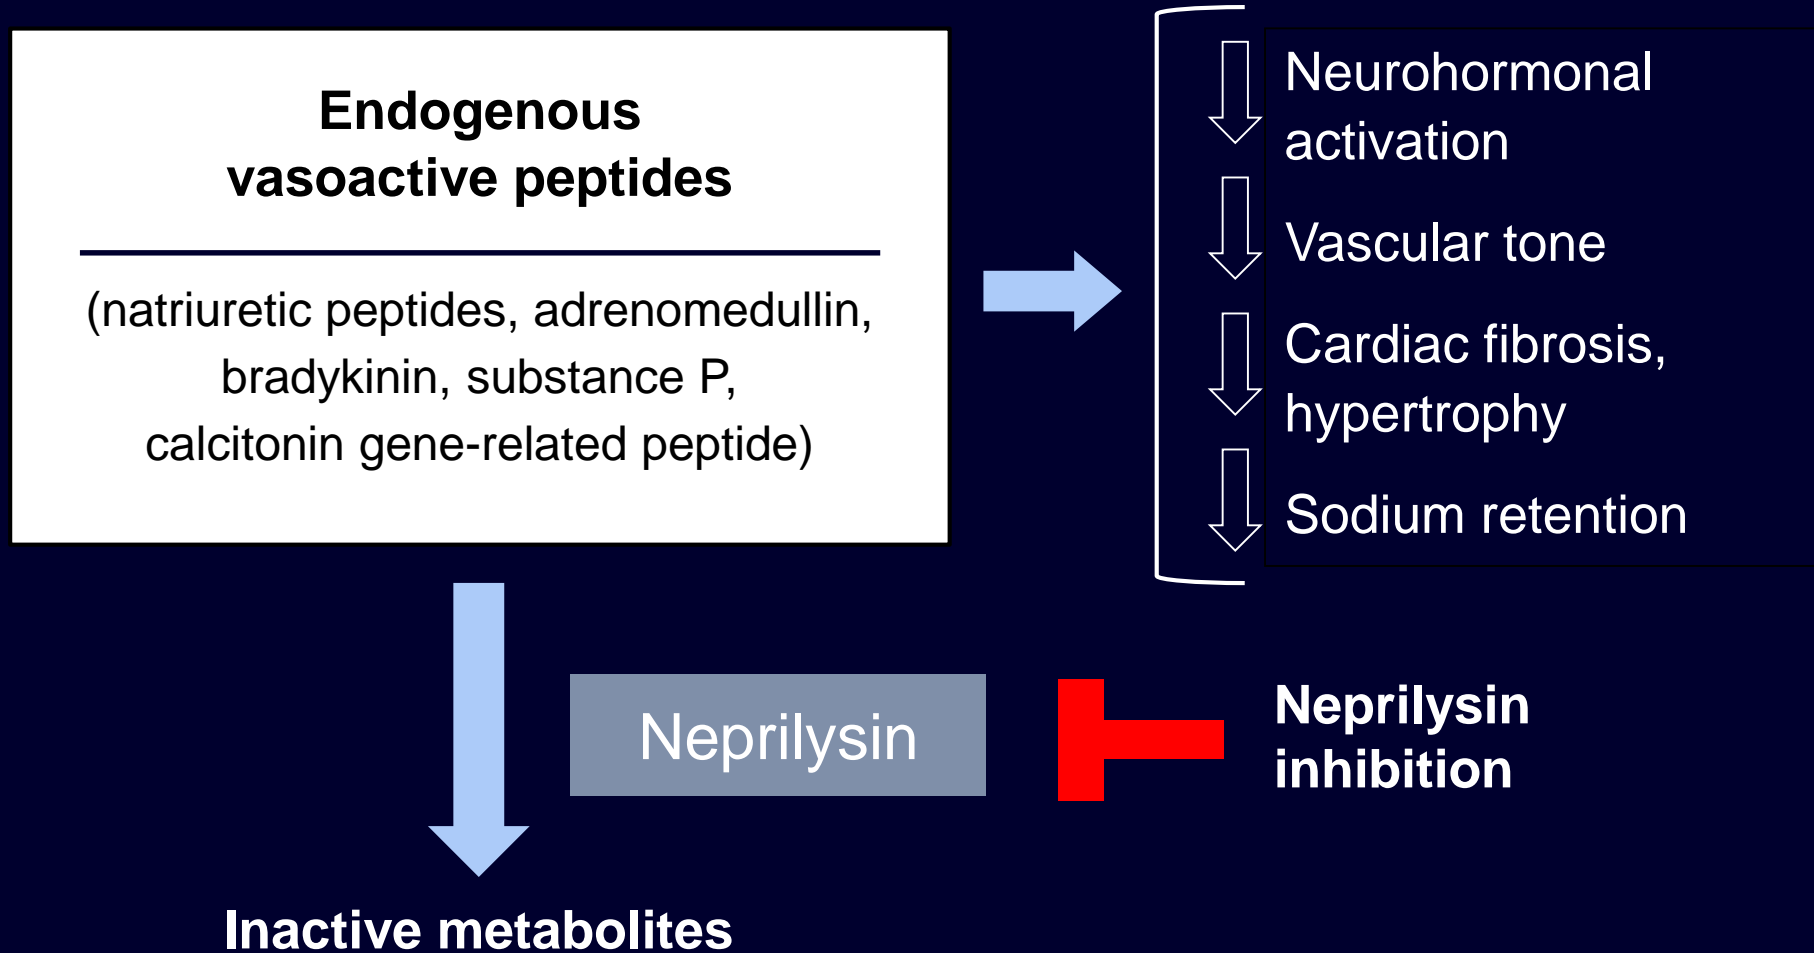 Endogenous
vasoactive peptides
(natriuretic peptides, adrenomedullin,
bradykinin, substance P,
calcitonin gene-related peptide)
Neurohormonal
activation
Vascular tone
Cardiac fibrosis,
hypertrophy
Sodium retention
Neprilysin
Neprilysin
inhibition
Inactive metabolites